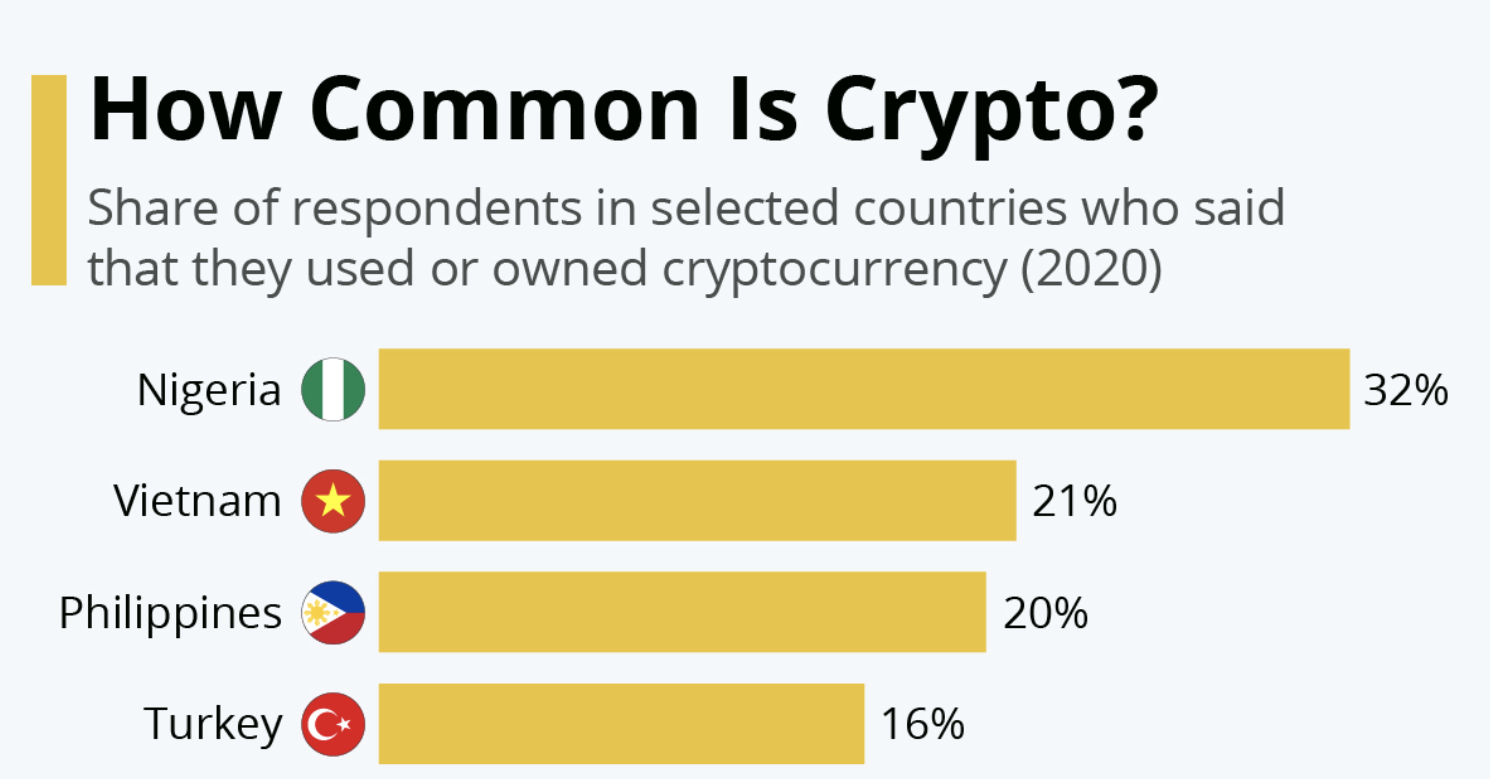 How Common Is Crypto?
Share of respondents in selected countries who said
that they used or owned cryptocurrency (2020)
Nigeria 32%
Vietnam 21%
Philippines 20%
Turkey 16%